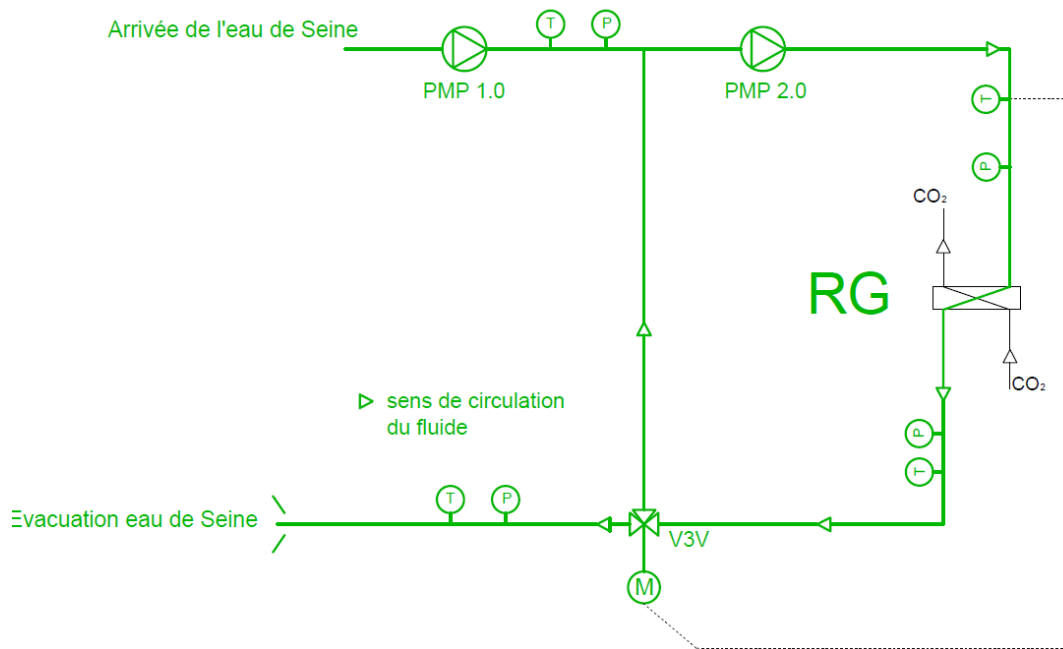 Arrivée de l'eau de Seine
T
P
PMP 1.0
PMP 2.0
T
P
CO₂
RG
CO₂
sens de circulation
du fluide
P
T
T
P
Evacuation eau de Seine
V3V
M